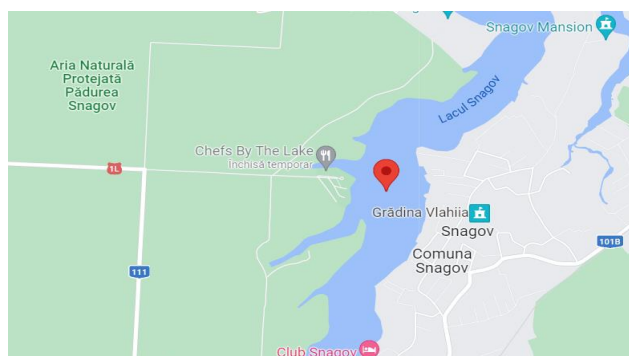 Snagov Mansion
Aria Naturală
Protejată
Pădurea
Snagov
Lacul Snagov
Chefs By The Lake
Închisă temporar
1L
Grădina Vlahiia
Snagov
101B
Comuna
Snagov
111
Club Snagov